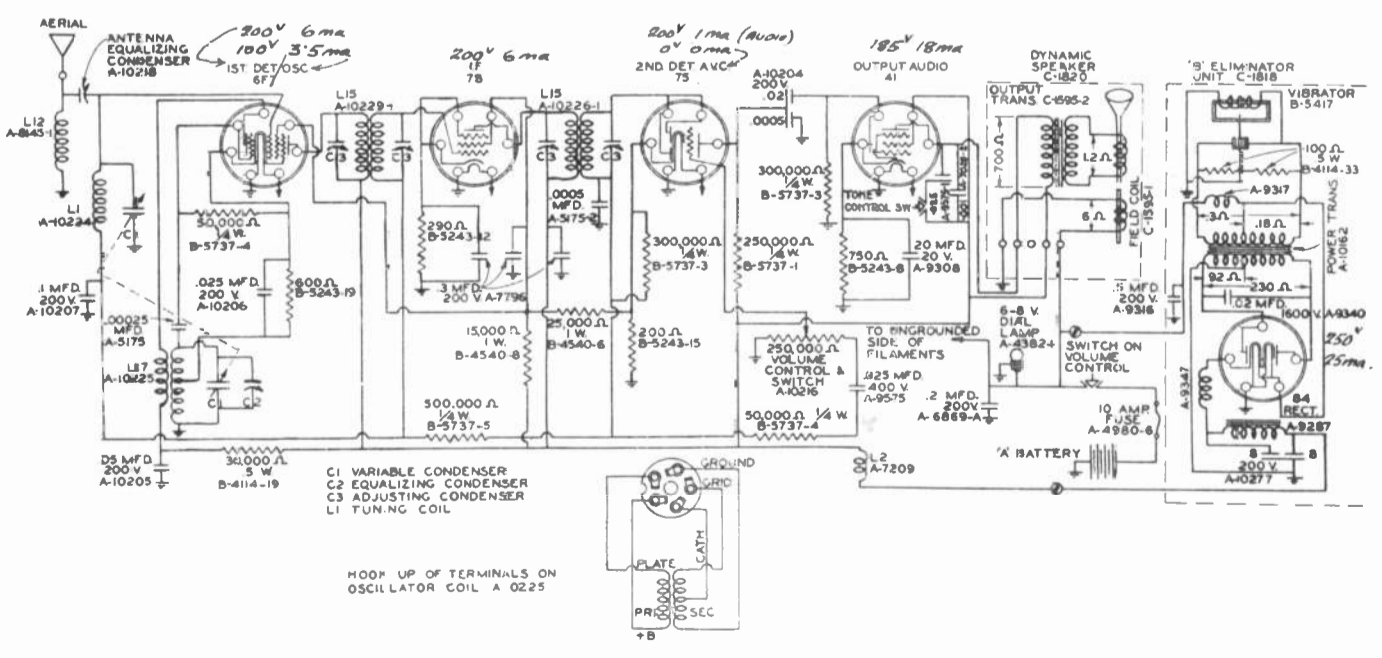 AERIAL
ANTENNA
EQUALIZING
CONDENSER
A-10218
200V 6ma
100V 3.5ma
1ST DET/OSC
6F7
200V 6 ma
IF
78
200V 1ma (AUDIO)
0V 0ma
2ND DET AVC
75
A-10204
200 V.
.02
.0005
185V 18ma
OUTPUT AUDIO
41
DYNAMIC
SPEAKER
C-1820
OUTPUT
TRANS C-1595-2
"B" ELIMINATOR
UNIT C-1818
VIBRATOR
B-5417
L12
A-8145-1
L15
A-10229-1
L15
A-10226-1
C3
C3
C3
C3
L1
A-10224
C1
50,000 Ω
1/4 W.
B-5737-4
290 Ω
B-5243-12
.0005
MFD.
A-5175-2
300,000 Ω
1/4 W.
B-5737-3
250,000 Ω
1/4 W.
B-5737-1
300,000 Ω
1/4 W.
B-5737-3
TONE
CONTROL SW
750 Ω
B-5243-8
20 MFD.
20 V.
A-9308
700 Ω
1.2 Ω
6 Ω
FIELD COIL
C-1595-1
100 Ω
.5 W
B-4114-33
A-9317
.3 Ω
.18 Ω
POWER TRANS
A-10162
92 Ω
230 Ω
.02 MFD.
1600 V. A-9340
250V
25ma.
.1 MFD
200 V.
A-10207
.025 MFD
200 V.
A-10206
600 Ω
B-5243-19
.00025
MFD
A-5175
.3 MFD.
200 V. A-7796
15,000 Ω
1 W.
B-4540-8
25,000 Ω
1 W.
B-4540-6
200 Ω
B-5243-15
TO UNGROUNDED
SIDE OF
FILAMENTS
6-8 V.
DIAL
LAMP
A-4382
.5 MFD
200 V.
A-9316
SWITCH ON
VOLUME
CONTROL
250,000 Ω
VOLUME
CONTROL &
SWITCH
A-10216
.025 MFD
400 V.
A-9575
.2 MFD.
200V.
A-6869-A
10 AMP.
FUSE
A-4980-6
A-9347
84
RECT.
A-9287
L87
A-10225
C1
C2
500,000 Ω
1/4 W.
B-5737-5
50,000 Ω 1/4 W.
B-5737-4
"A" BATTERY
8
8
200 V.
A-10277
.05 MFD.
200 V
A-10205
30,000 Ω
.5 W.
B-4114-19
L2
A-7209
C1 VARIABLE CONDENSER
C2 EQUALIZING CONDENSER
C3 ADJUSTING CONDENSER
L1 TUNING COIL
GROUND
GRID
CATH
PLATE
PRI
SEC
+B
HOOK UP OF TERMINALS ON
OSCILLATOR COIL A 0225